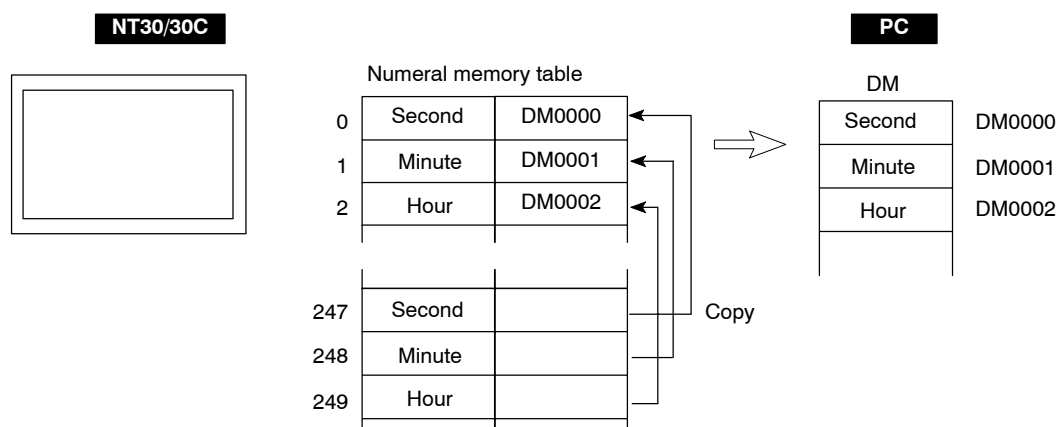 NT30/30C PC
Numeral memory table
DM
0 Second DM0000 Second DM0000
1 Minute DM0001 Minute DM0001
2 Hour DM0002 Hour DM0002
247 Second Copy
248 Minute
249 Hour